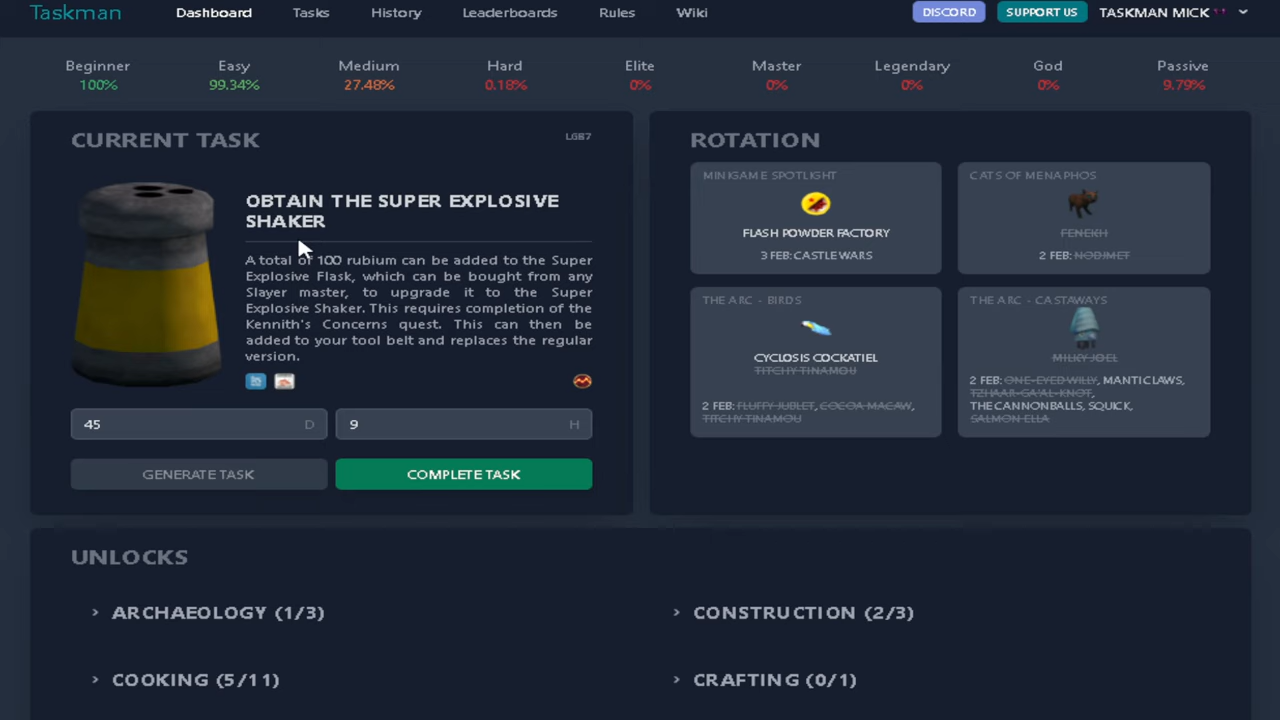 Taskman
Dashboard Tasks History Leaderboards Rules Wiki DISCORD SUPPORT US TASKMAN MICK
Beginner Easy Medium Hard Elite Master Legendary God Passive
100% 99.34% 27.48% 0.18% 0% 0% 0% 0% 9.79%
CURRENT TASK
LGB7
OBTAIN THE SUPER EXPLOSIVE
SHAKER
A total of 100 rubium can be added to the Super
Explosive Flask, which can be bought from any
Slayer master, to upgrade it to the Super
Explosive Shaker. This requires completion of the
Kennith's Concerns quest. This can then be
added to your tool belt and replaces the regular
version.
45 D 9 H
GENERATE TASK COMPLETE TASK
ROTATION
MINIGAME SPOTLIGHT
FLASH POWDER FACTORY
3 FEB: CASTLE WARS
CATS OF MENAPHOS
FENEKH
2 FEB: NODJMET
THE ARC - BIRDS
CYCLOSIS COCKATIEL
TITCHY TINAMOU
2 FEB: FLUFFY JUBLET, COCOA MACAW,
TITCHY TINAMOU
THE ARC - CASTAWAYS
MILKY JOEL
2 FEB: ONE-EYED WILLY, MANTICLAWS,
TZHAAR-GA'AL-KNOT,
THE CANNONBALLS, SQUICK,
SALMON ELLA
UNLOCKS
> ARCHAEOLOGY (1/3)
> CONSTRUCTION (2/3)
> COOKING (5/11)
> CRAFTING (0/1)